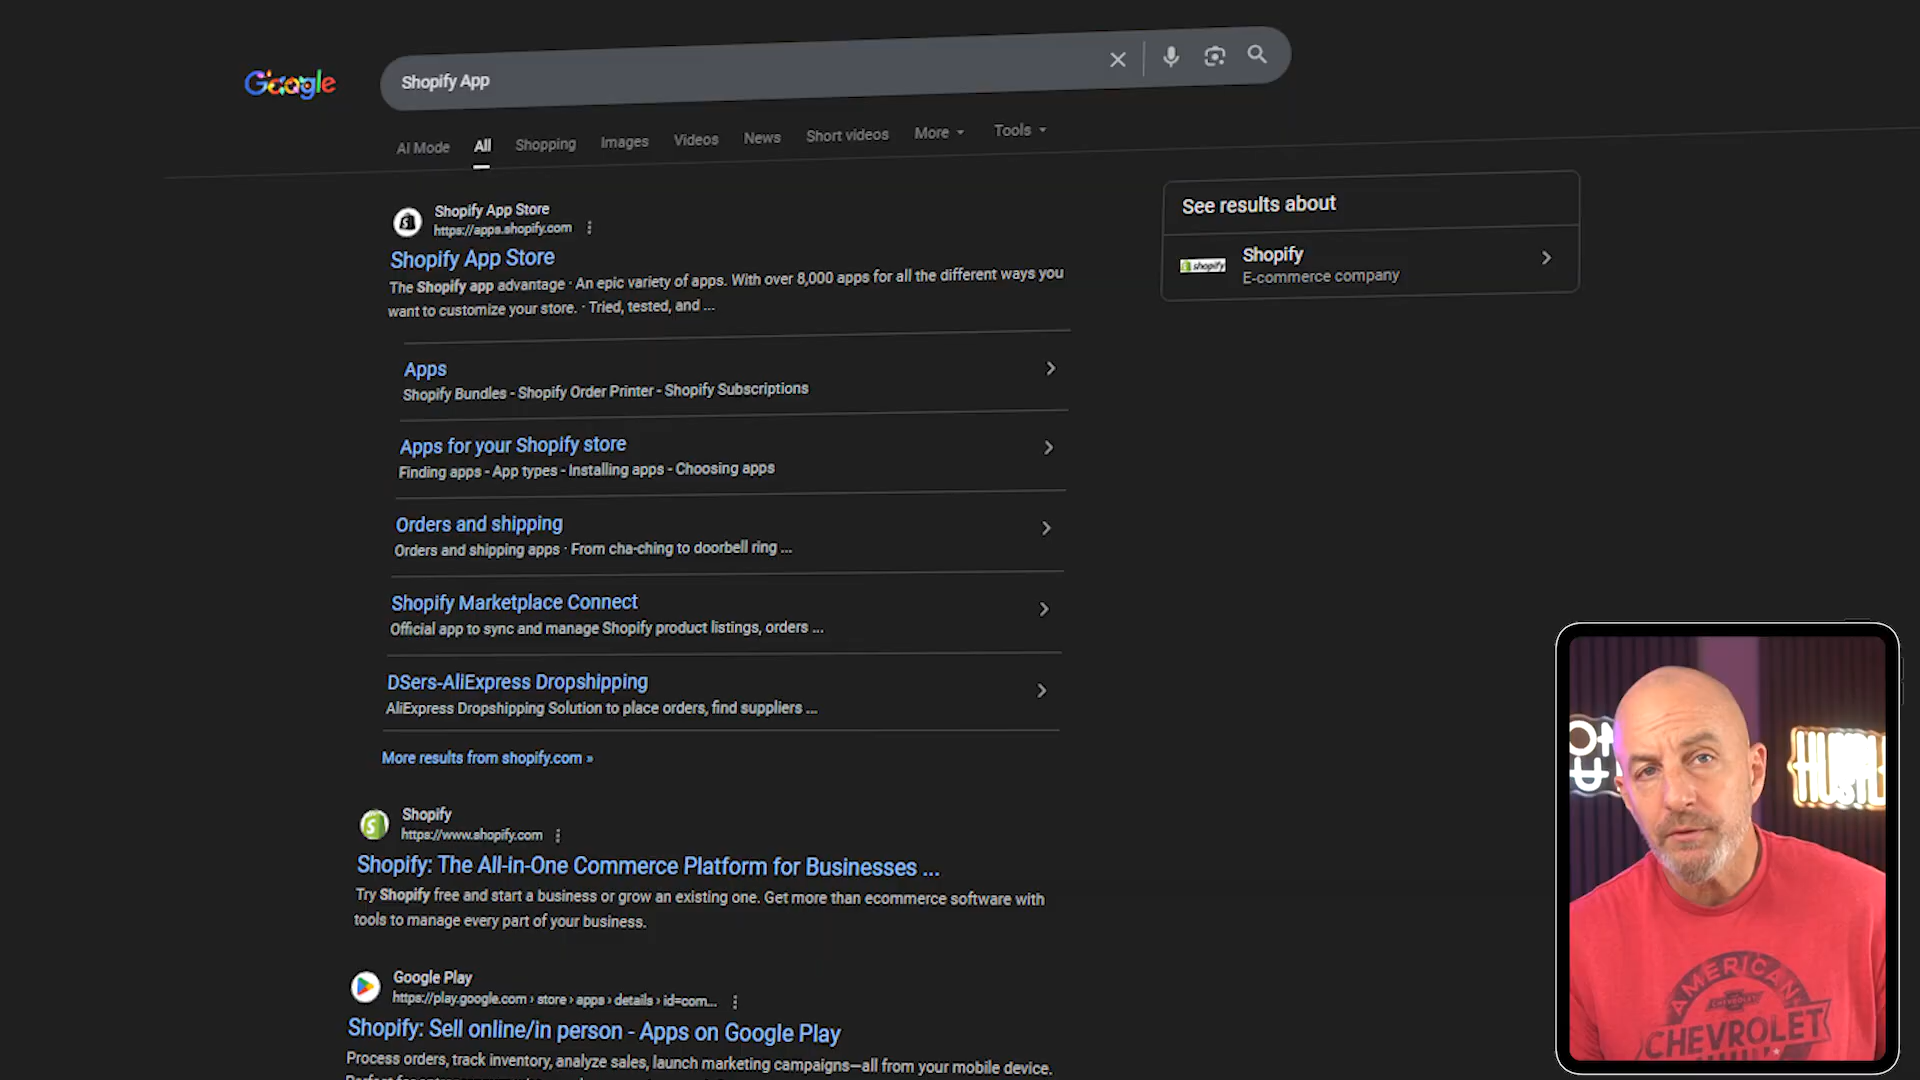 Google
Shopify App
AI Mode
All
Shopping
Images
Videos
News
Short videos
More
Tools
Shopify App Store
https://apps.shopify.com
Shopify App Store
The Shopify app advantage · An epic variety of apps. With over 8,000 apps for all the different ways you
want to customize your store. · Tried, tested, and ...
Apps
Shopify Bundles - Shopify Order Printer - Shopify Subscriptions
Apps for your Shopify store
Finding apps - App types - Installing apps - Choosing apps
Orders and shipping
Orders and shipping apps · From cha-ching to doorbell ring ...
Shopify Marketplace Connect
Official app to sync and manage Shopify product listings, orders ...
DSers-AliExpress Dropshipping
AliExpress Dropshipping Solution to place orders, find suppliers ...
More results from shopify.com »
Shopify
https://www.shopify.com
Shopify: The All-in-One Commerce Platform for Businesses ...
Try Shopify free and start a business or grow an existing one. Get more than ecommerce software with
tools to manage every part of your business.
Google Play
https://play.google.com › store › apps › details › id=com...
Shopify: Sell online/in person - Apps on Google Play
Process orders, track inventory, analyze sales, launch marketing campaigns—all from your mobile device.
See results about
shopify
Shopify
E-commerce company
AMERICAN
CHEVROLET
CHEVROLET